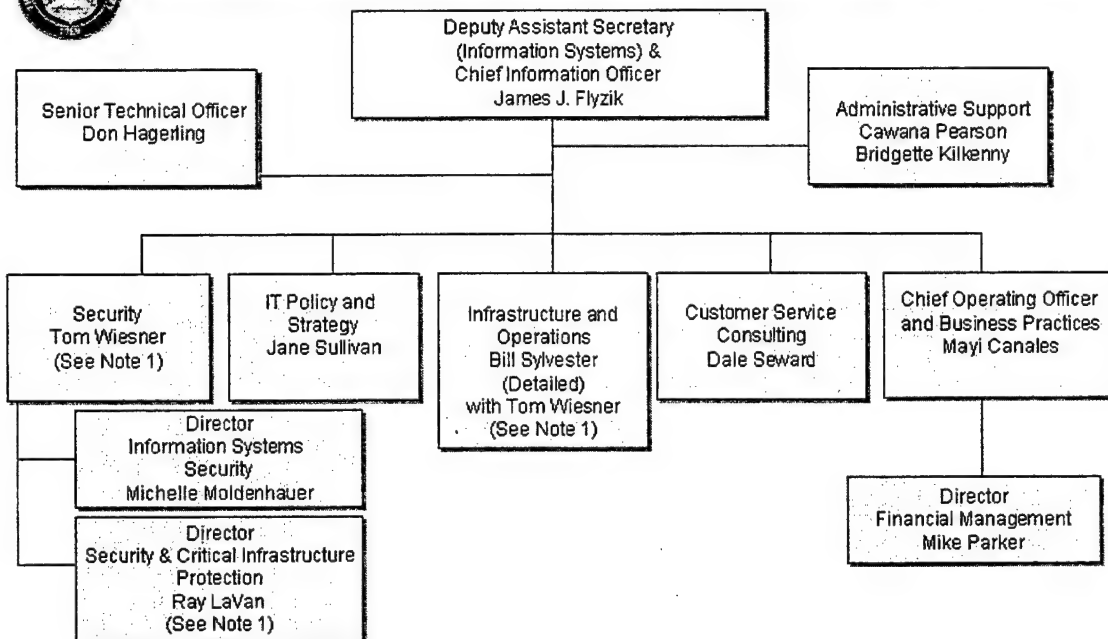 Deputy Assistant Secretary
(Information Systems) &
Chief Information Officer
James J. Flyzik
Senior Technical Officer
Don Hagerling
Administrative Support
Cawana Pearson
Bridgette Kilkenny
Security
Tom Wiesner
(See Note 1)
IT Policy and
Strategy
Jane Sullivan
Infrastructure and
Operations
Bill Sylvester
(Detailed)
with Tom Wiesner
(See Note 1)
Customer Service
Consulting
Dale Seward
Chief Operating Officer
and Business Practices
Mayi Canales
Director
Information Systems
Security
Michelle Moldenhauer
Director
Security & Critical Infrastructure
Protection
Ray LaVan
(See Note 1)
Director
Financial Management
Mike Parker